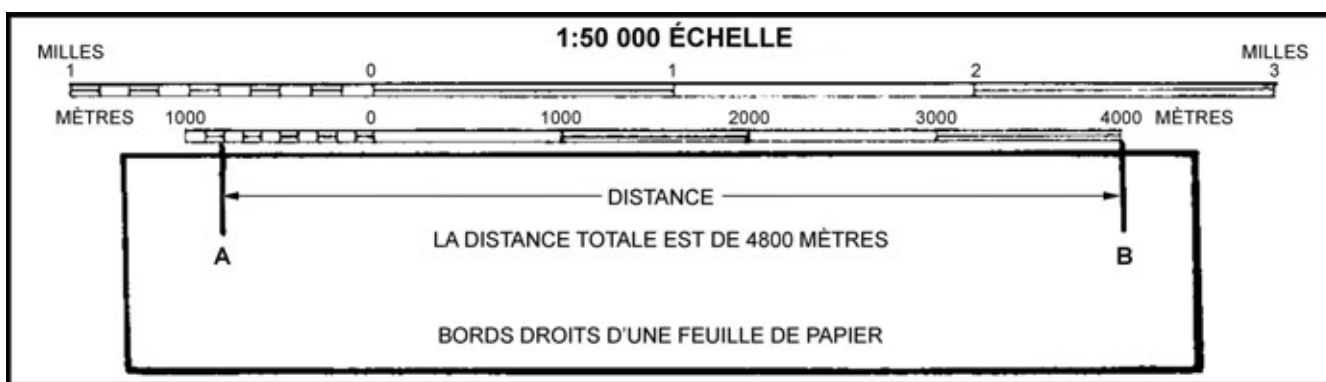 1:50 000 ÉCHELLE
MILLES MILLES
1 0 1 2 3
MÈTRES 1000 0 1000 2000 3000 4000 MÈTRES
DISTANCE
LA DISTANCE TOTALE EST DE 4800 MÈTRES
A B
BORDS DROITS D'UNE FEUILLE DE PAPIER